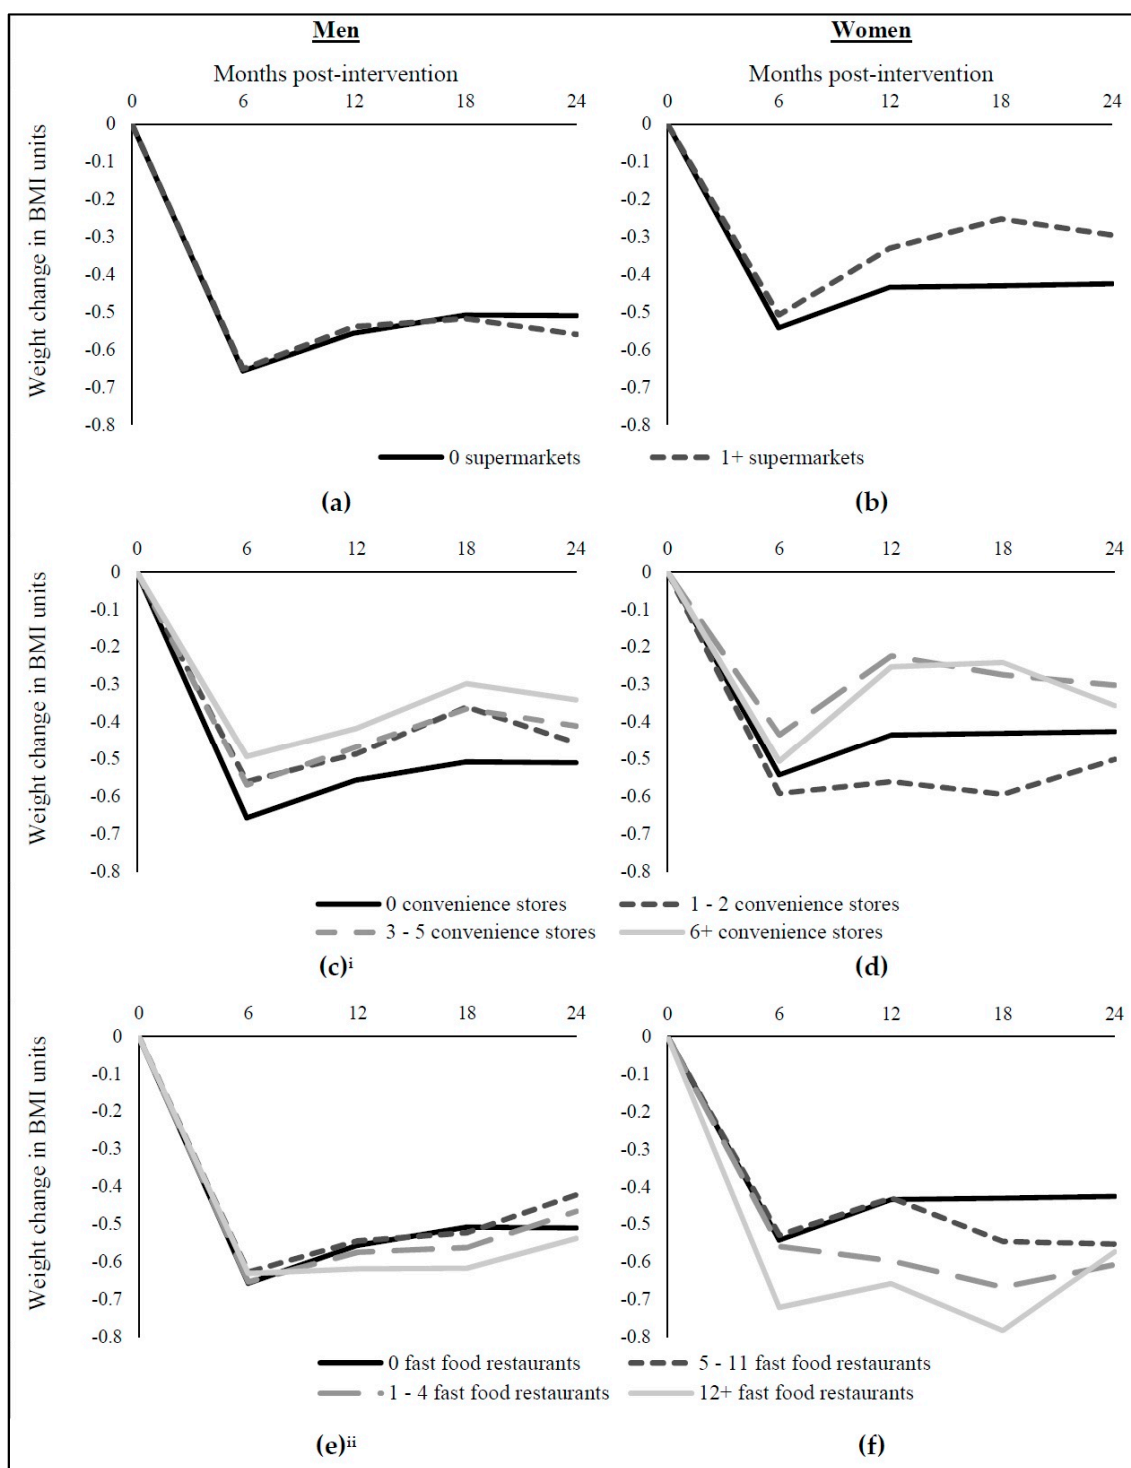 Men Women
Months post-intervention Months post-intervention
0 6 12 18 24 0 6 12 18 24
Weight change in BMI units
0 0
-0.1 -0.1
-0.2 -0.2
-0.3 -0.3
-0.4 -0.4
-0.5 -0.5
-0.6 -0.6
-0.7 -0.7
-0.8 -0.8
0 supermarkets 1+ supermarkets
(a) (b)
0 6 12 18 24 0 6 12 18 24
Weight change in BMI units
0 0
-0.1 -0.1
-0.2 -0.2
-0.3 -0.3
-0.4 -0.4
-0.5 -0.5
-0.6 -0.6
-0.7 -0.7
-0.8 -0.8
0 convenience stores 1 - 2 convenience stores
3 - 5 convenience stores 6+ convenience stores
(c)i (d)
0 6 12 18 24 0 6 12 18 24
Weight change in BMI units
0 0
-0.1 -0.1
-0.2 -0.2
-0.3 -0.3
-0.4 -0.4
-0.5 -0.5
-0.6 -0.6
-0.7 -0.7
-0.8 -0.8
0 fast food restaurants 5 - 11 fast food restaurants
1 - 4 fast food restaurants 12+ fast food restaurants
(e)ii (f)